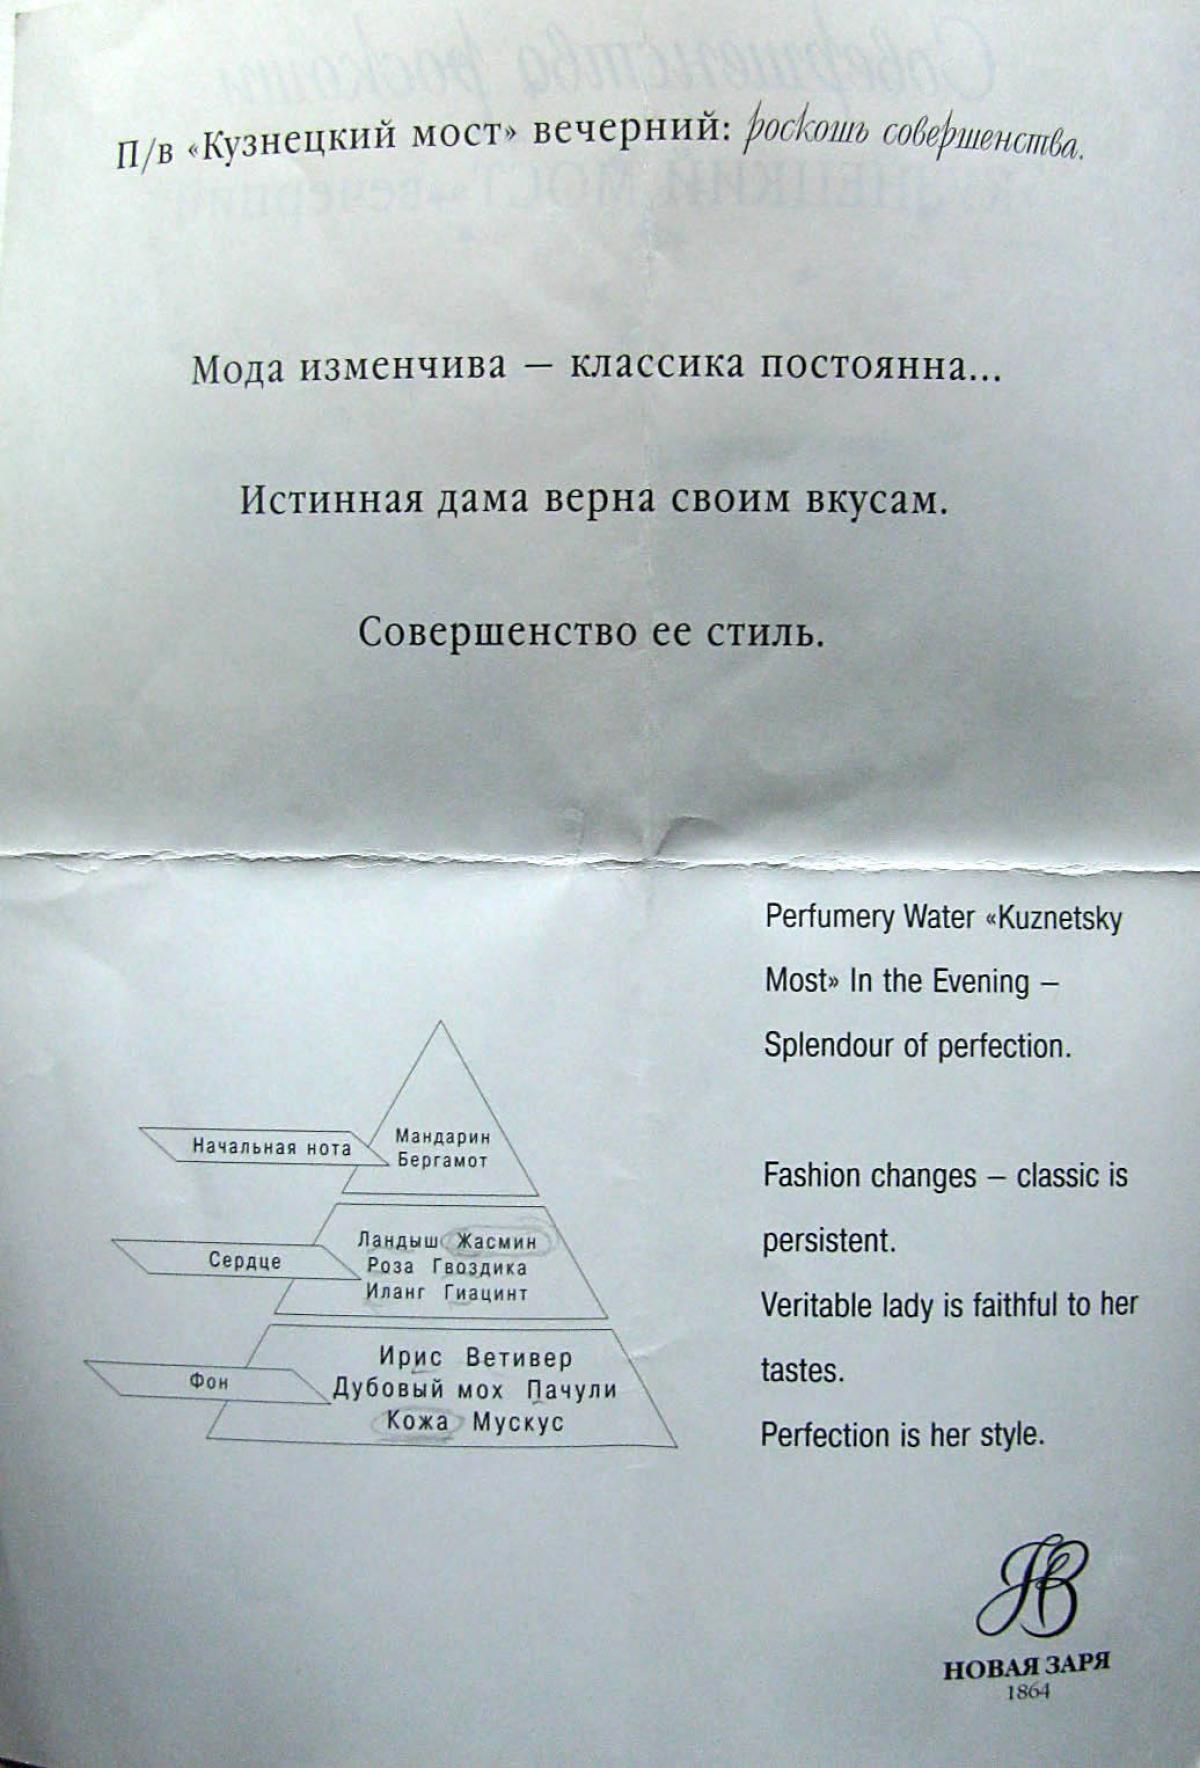 П/в «Кузнецкий мост» вечерний: роскошь совершенства.
Мода изменчива – классика постоянна...
Истинная дама верна своим вкусам.
Совершенство ее стиль.
Начальная нота
Мандарин
Бергамот
Сердце
Ландыш Жасмин
Роза Гвоздика
Иланг Гиацинт
Фон
Ирис Ветивер
Дубовый мох Пачули
Кожа Мускус
Perfumery Water «Kuznetsky
Most» In the Evening –
Splendour of perfection.
Fashion changes – classic is
persistent.
Veritable lady is faithful to her
tastes.
Perfection is her style.
НОВАЯ ЗАРЯ
1864